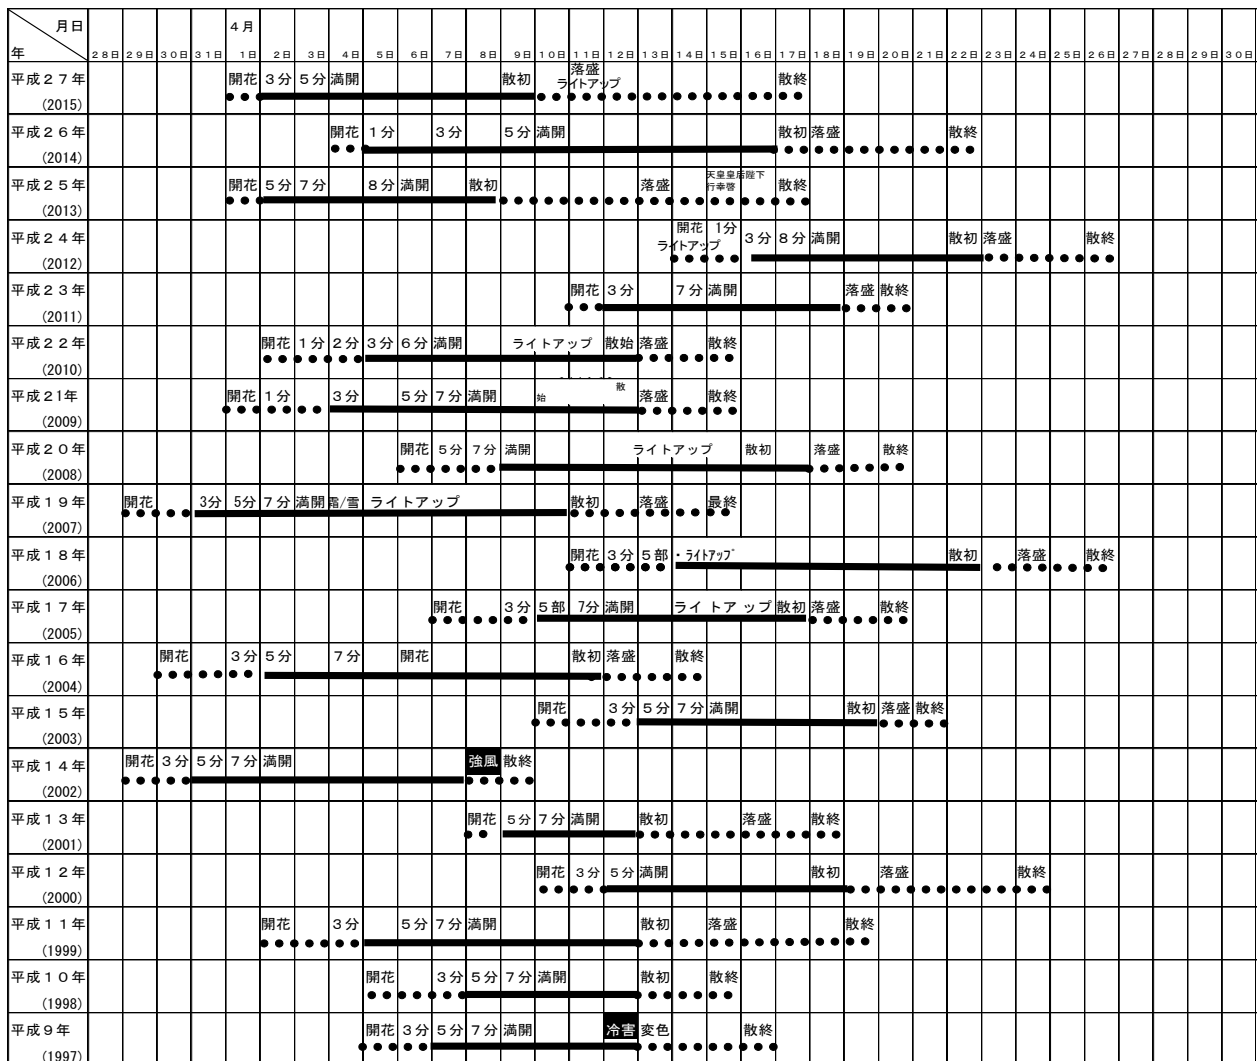 月日 4月
年 28日 29日 30日 31日 1日 2日 3日 4日 5日 6日 7日 8日 9日 10日 11日 12日 13日 14日 15日 16日 17日 18日 19日 20日 21日 22日 23日 24日 25日 26日 27日 28日 29日 30日
平成27年 開花 3分 5分 満開 散初 落盛 散終
ライトアップ
(2015)
平成26年 開花 1分 3分 5分 満開 散初 落盛 散終
(2014)
天皇皇后陛下
平成25年 開花 5分 7分 8分 満開 散初 落盛 行幸啓 散終
(2013)
開花 1分
平成24年 ライトアップ 3分 8分 満開 散初 落盛 散終
(2012)
平成23年 開花 3分 7分 満開 落盛 散終
(2011)
平成22年 開花 1分 2分 3分 6分 満開 ライトアップ 散始 落盛 散終
(2010)
散
平成21年 開花 1分 3分 5分 7分 満開 始 落盛 散終
(2009)
平成20年 開花 5分 7分 満開 ライトアップ 散初 落盛 散終
(2008)
平成19年 開花 3分 5分 7分 満開 霜/雪 ライトアップ 散初 落盛 最終
(2007)
平成18年 開花 3分 5部 ・ライトアップ 散初 落盛 散終
(2006)
平成17年 開花 3分 5部 7分 満開 ライトアップ 散初 落盛 散終
(2005)
平成16年 開花 3分 5分 7分 開花 散初 落盛 散終
(2004)
平成15年 開花 3分 5分 7分 満開 散初 落盛 散終
(2003)
平成14年 開花 3分 5分 7分 満開 強風 散終
(2002)
平成13年 開花 5分 7分 満開 散初 落盛 散終
(2001)
平成12年 開花 3分 5分 満開 散初 落盛 散終
(2000)
平成11年 開花 3分 5分 7分 満開 散初 落盛 散終
(1999)
平成10年 開花 3分 5分 7分 満開 散初 散終
(1998)
平成9年 開花 3分 5分 7分 満開 冷害 変色 散終
(1997)